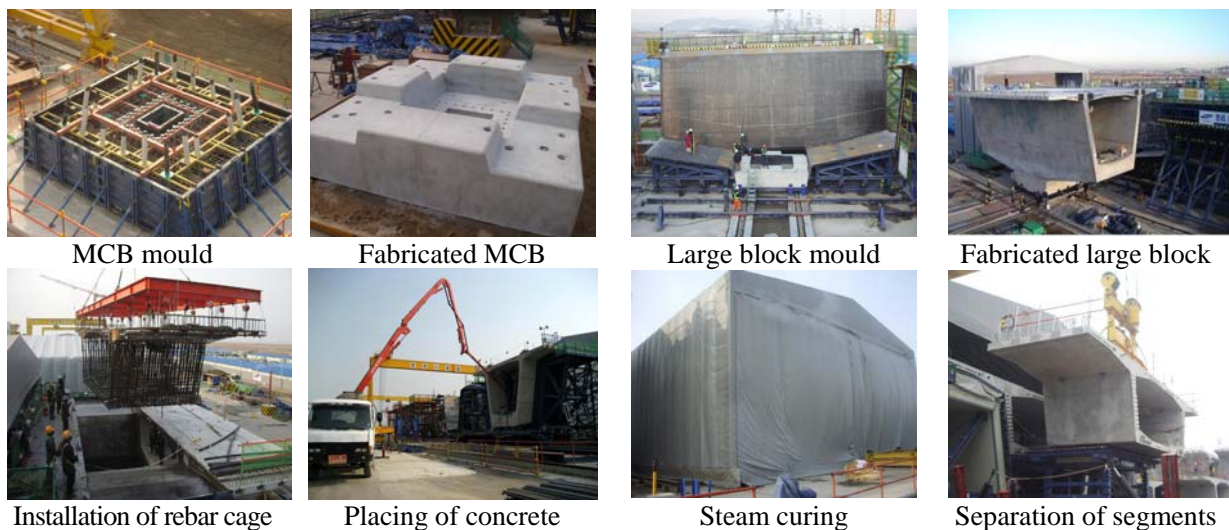 MCB mould
Fabricated MCB
Large block mould
Fabricated large block
Installation of rebar cage
Placing of concrete
Steam curing
Separation of segments